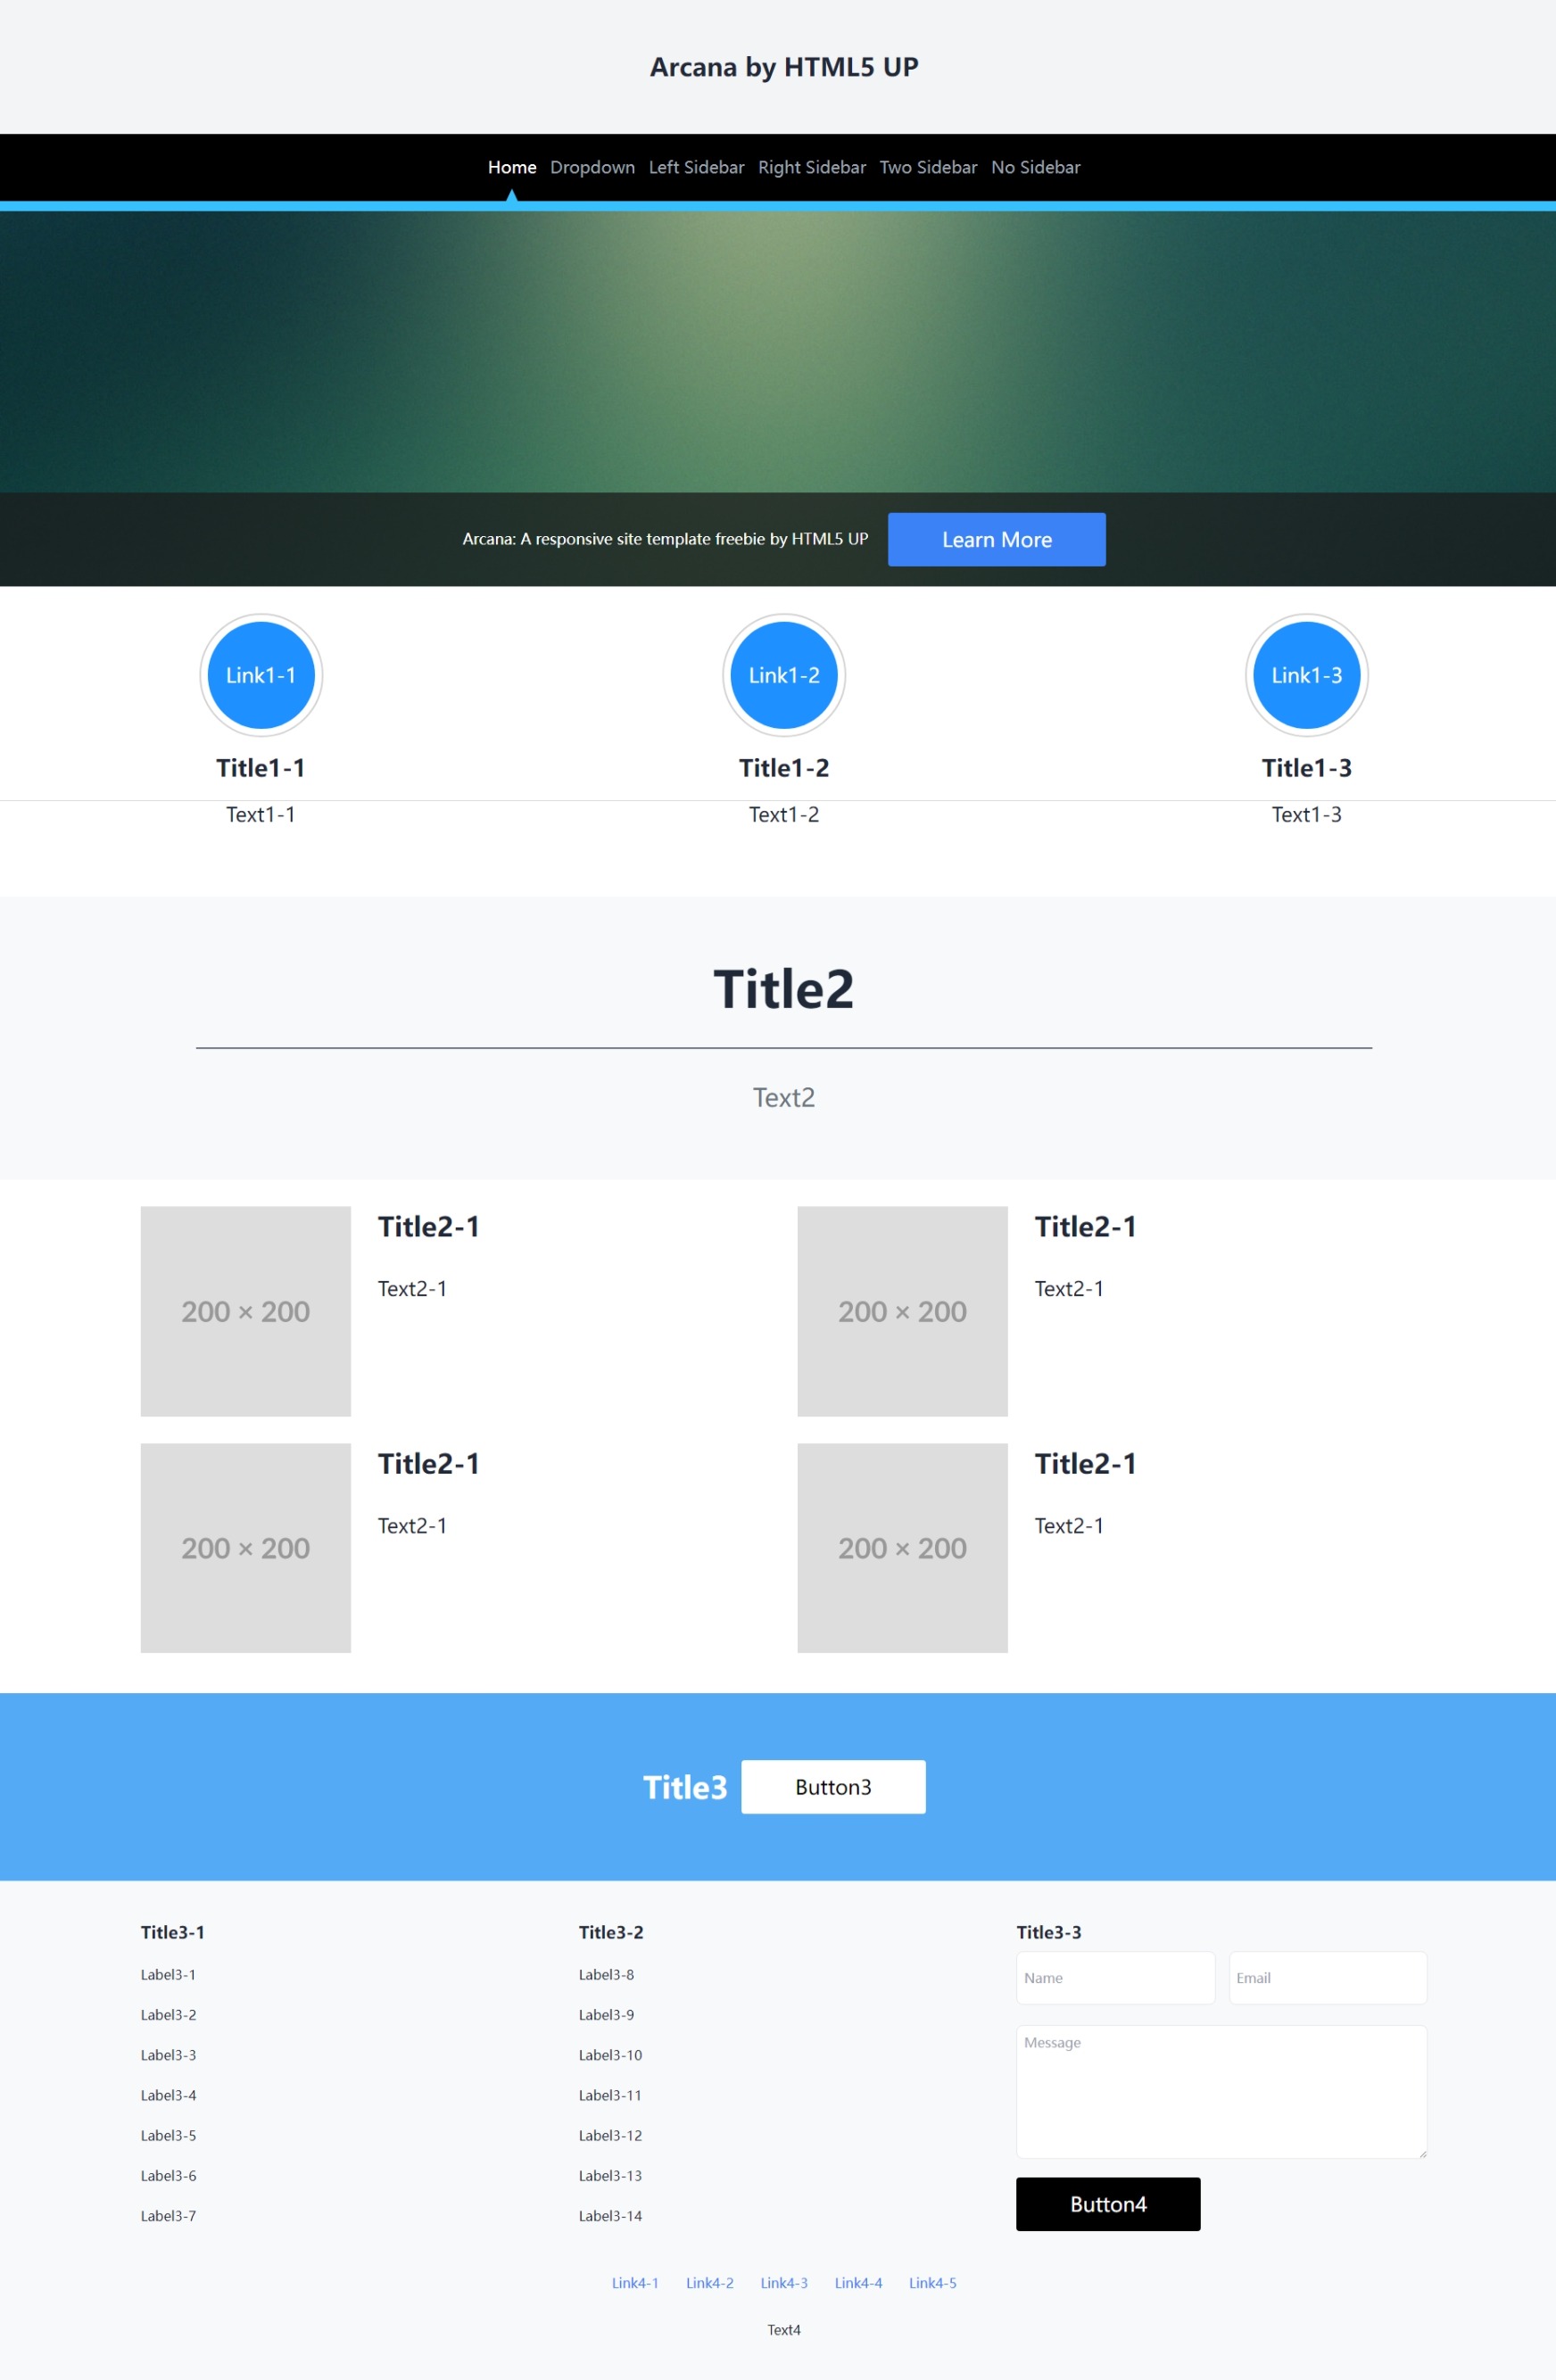 Arcana by HTML5 UP
Home Dropdown Left Sidebar Right Sidebar Two Sidebar No Sidebar
Arcana: A responsive site template freebie by HTML5 UP Learn More
Link1-1 Link1-2 Link1-3
Title1-1 Title1-2 Title1-3
Text1-1 Text1-2 Text1-3
Title2
Text2
200 × 200
Title2-1
Text2-1
200 × 200
Title2-1
Text2-1
200 × 200
Title2-1
Text2-1
200 × 200
Title2-1
Text2-1
Title3 Button3
Title3-1
Label3-1
Label3-2
Label3-3
Label3-4
Label3-5
Label3-6
Label3-7
Title3-2
Label3-8
Label3-9
Label3-10
Label3-11
Label3-12
Label3-13
Label3-14
Title3-3
Name Email
Message
Button4
Link4-1 Link4-2 Link4-3 Link4-4 Link4-5
Text4